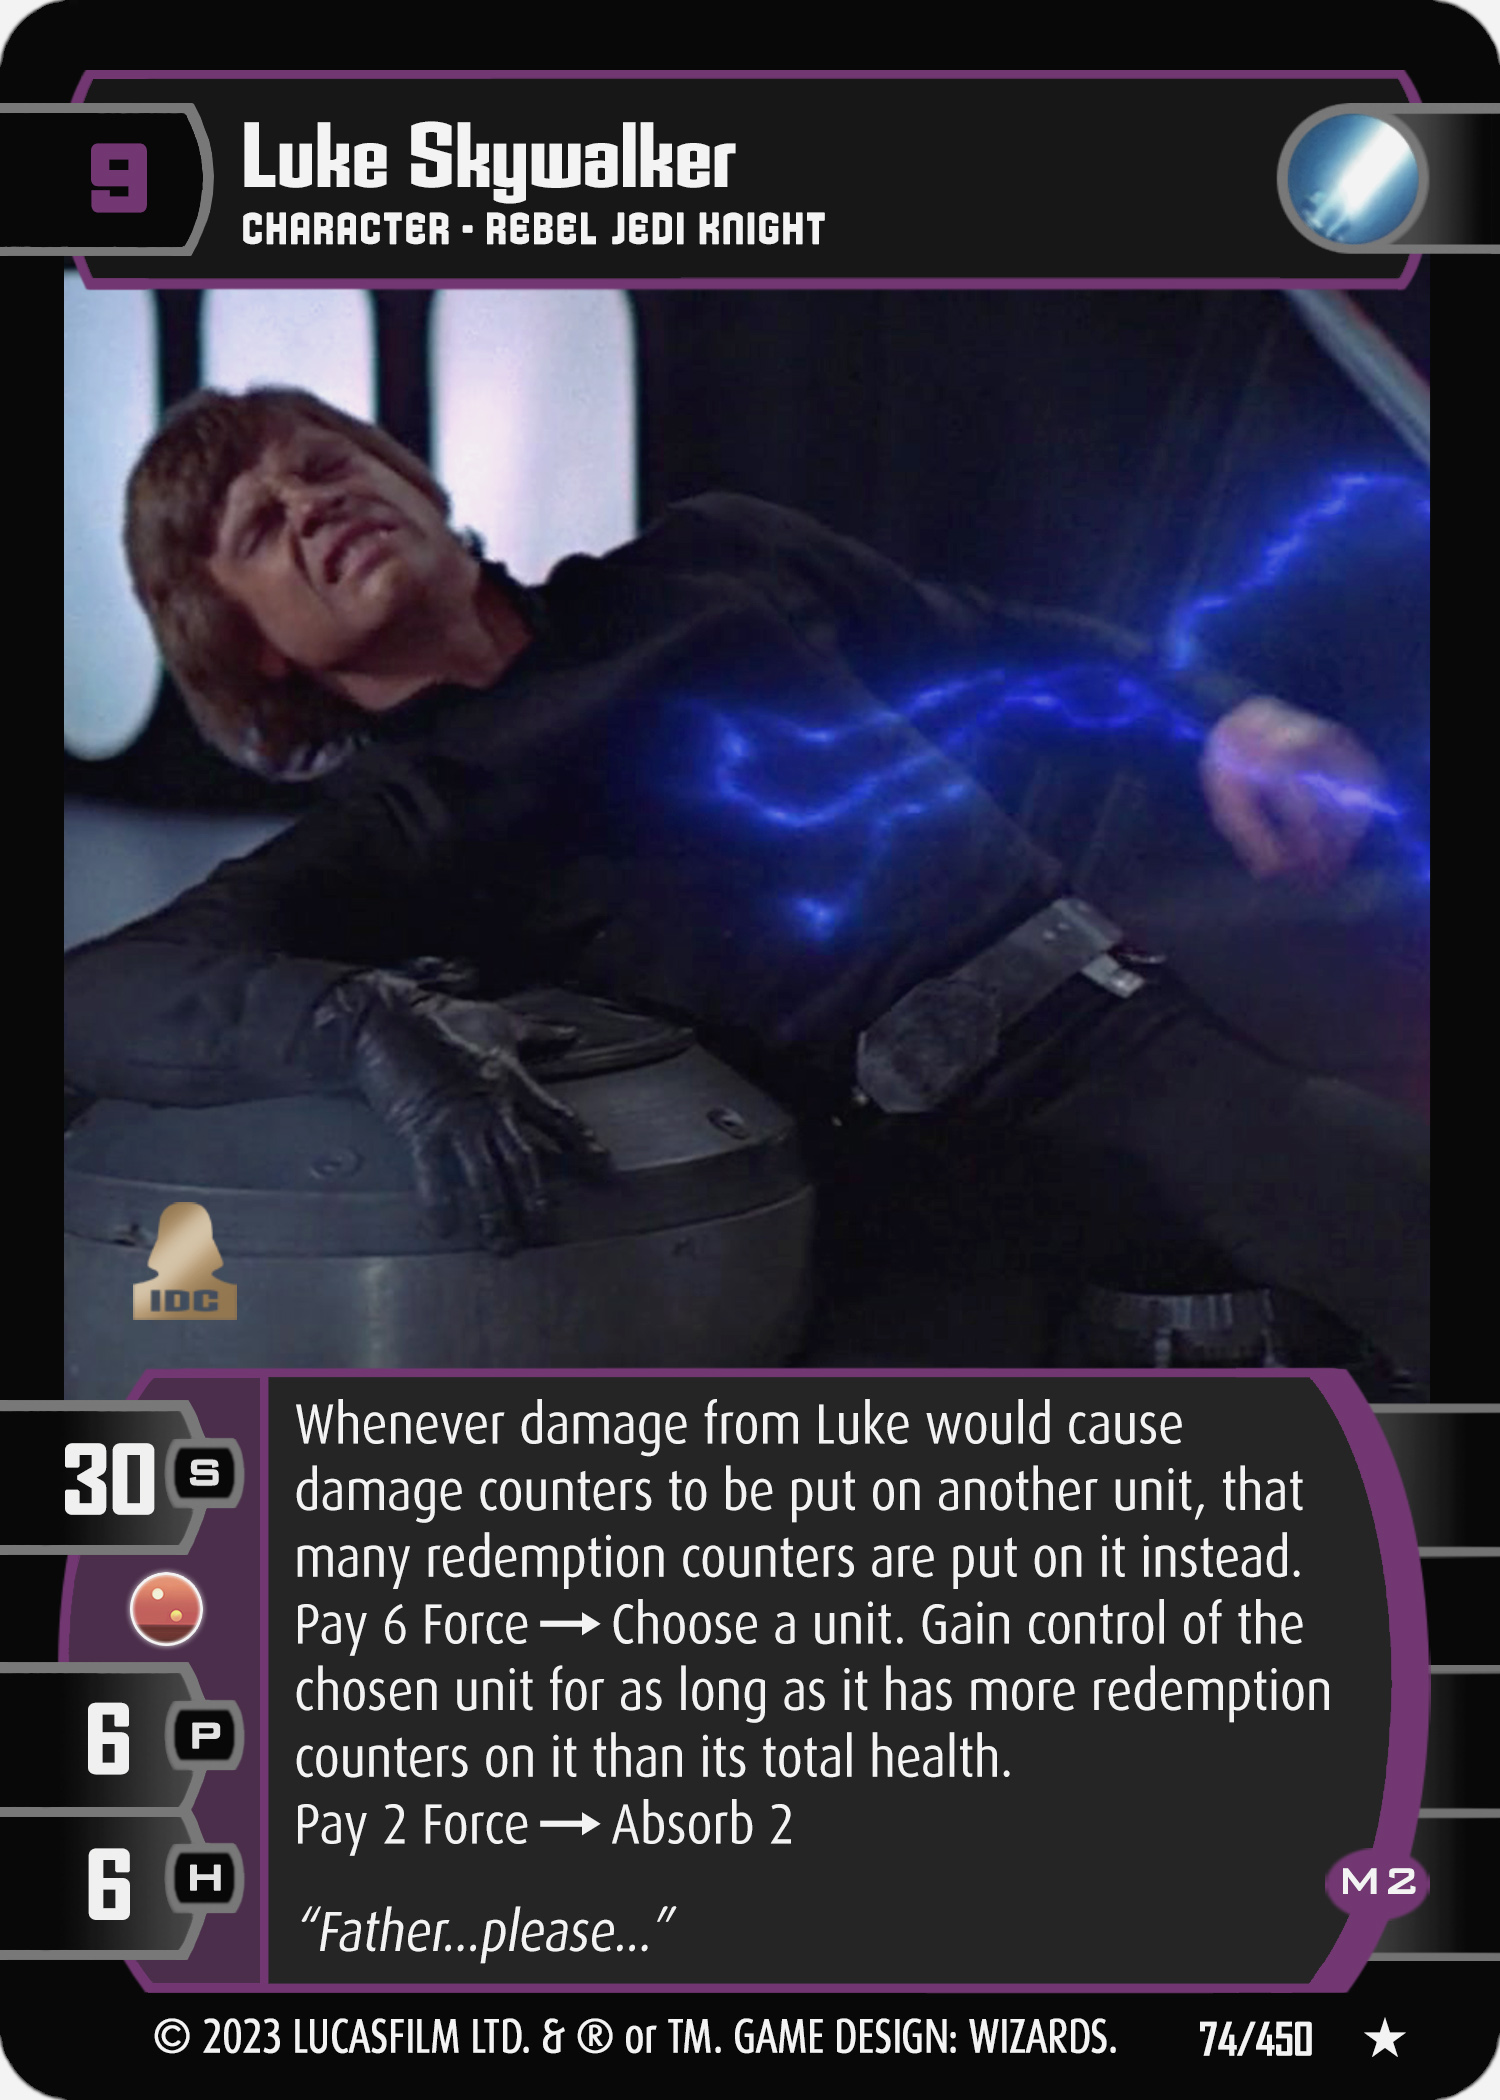 9
Luke Skywalker
CHARACTER - REBEL JEDI KNIGHT
IDC
30 S
6 P
6 H
Whenever damage from Luke would cause
damage counters to be put on another unit, that
many redemption counters are put on it instead.
Pay 6 Force → Choose a unit. Gain control of the
chosen unit for as long as it has more redemption
counters on it than its total health.
Pay 2 Force → Absorb 2
“Father...please...”
M2
© 2023 LUCASFILM LTD. & ® or TM. GAME DESIGN: WIZARDS. 74/450 ★